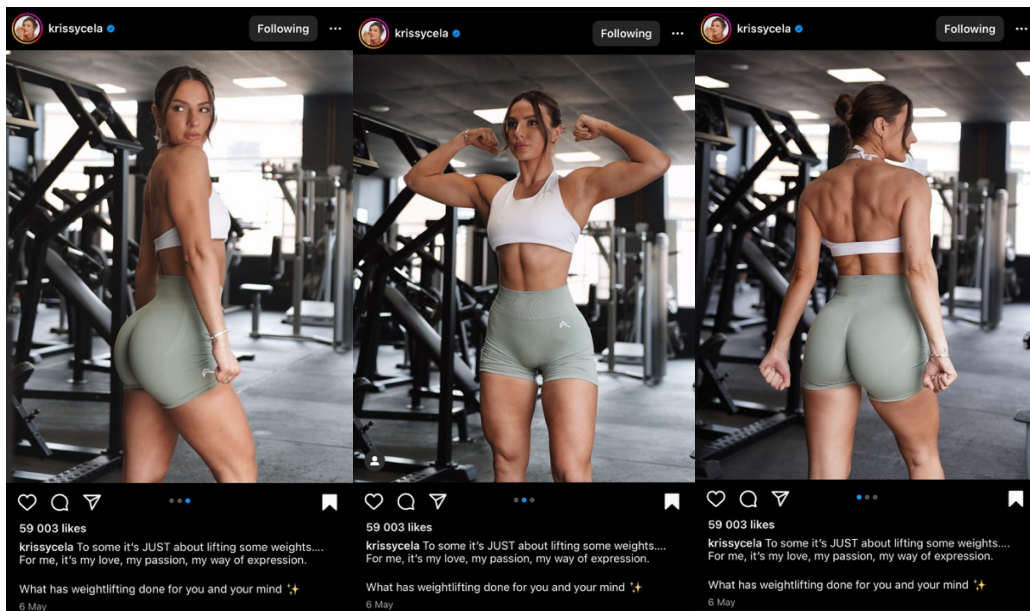 krissycela
Following
59 003 likes
krissycela To some it's JUST about lifting some weights....
For me, it's my love, my passion, my way of expression.
What has weightlifting done for you and your mind ✨
6 May
krissycela
Following
59 003 likes
krissycela To some it's JUST about lifting some weights....
For me, it's my love, my passion, my way of expression.
What has weightlifting done for you and your mind ✨
6 May
krissycela
Following
59 003 likes
krissycela To some it's JUST about lifting some weights....
For me, it's my love, my passion, my way of expression.
What has weightlifting done for you and your mind ✨
6 May